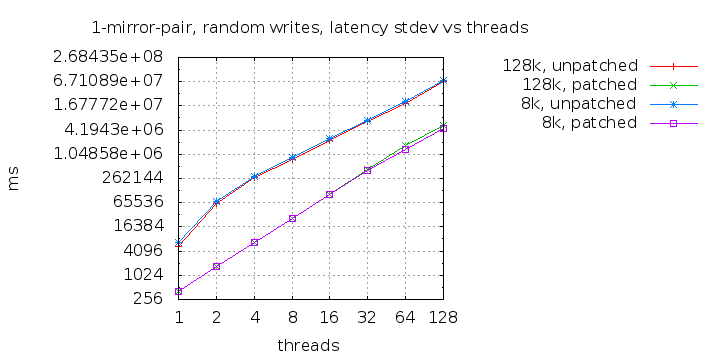 1-mirror-pair, random writes, latency stdev vs threads
2.68435e+08
6.71089e+07
1.67772e+07
4.1943e+06
1.04858e+06
262144
65536
16384
4096
1024
256
ms
1 2 4 8 16 32 64 128
threads
128k, unpatched
128k, patched
8k, unpatched
8k, patched